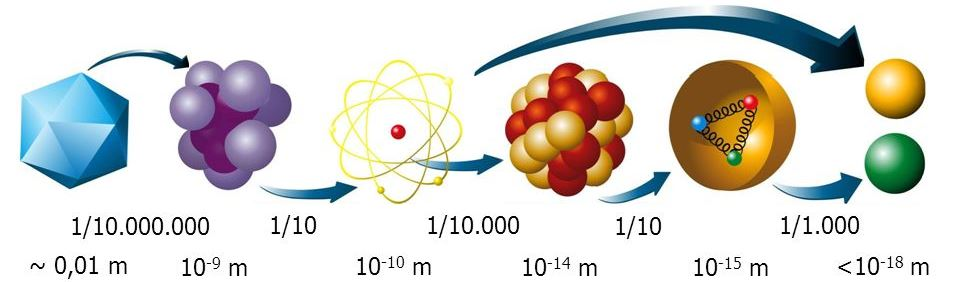 1/10.000.000 1/10 1/10.000 1/10 1/1.000
~ 0,01 m 10⁻⁹ m 10⁻¹⁰ m 10⁻¹⁴ m 10⁻¹⁵ m <10⁻¹⁸ m